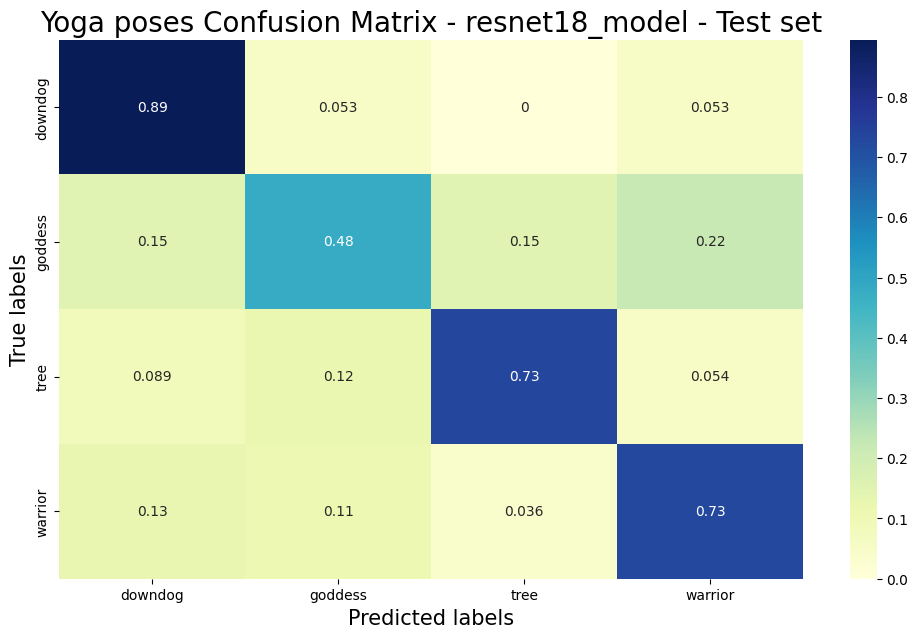 Yoga poses Confusion Matrix - resnet18_model - Test set
True labels
downdog
0.89 0.053 0 0.053
goddess
0.15 0.48 0.15 0.22
tree
0.089 0.12 0.73 0.054
warrior
0.13 0.11 0.036 0.73
downdog goddess tree warrior
Predicted labels
0.8
0.7
0.6
0.5
0.4
0.3
0.2
0.1
0.0